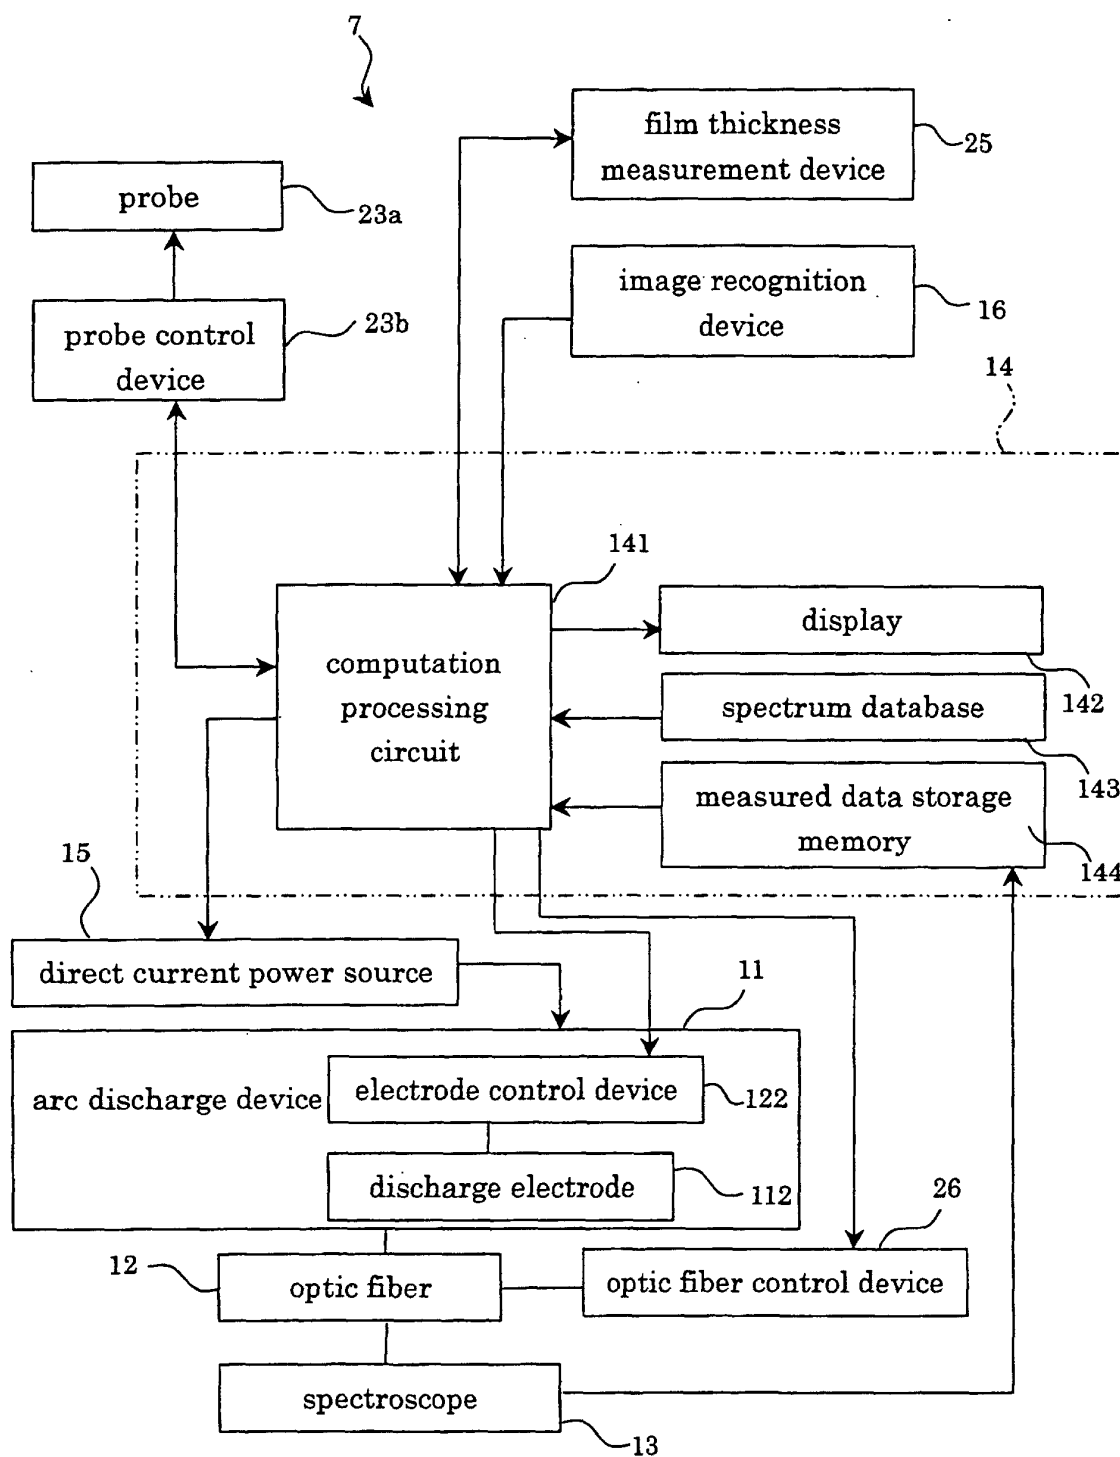 7
film thickness
measurement device
25
probe
23a
image recognition
device
16
probe control
device
23b
14
141
computation
processing
circuit
display
142
spectrum database
143
measured data storage
memory
144
15
direct current power source
11
arc discharge device
electrode control device
122
discharge electrode
112
26
12
optic fiber
optic fiber control device
spectroscope
13